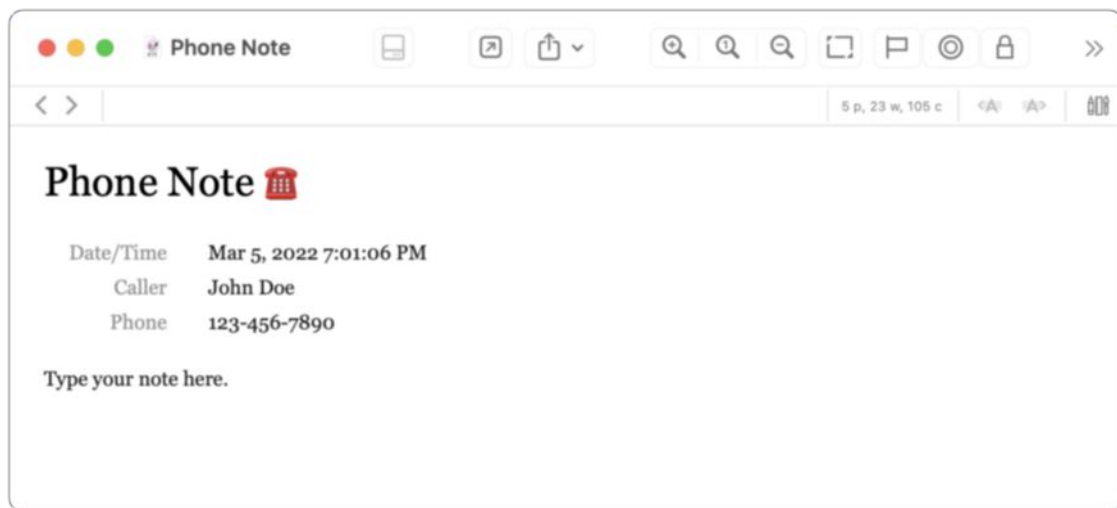 Phone Note
5 p, 23 w, 105 c
Phone Note ☎️
Date/Time Mar 5, 2022 7:01:06 PM
Caller John Doe
Phone 123-456-7890
Type your note here.